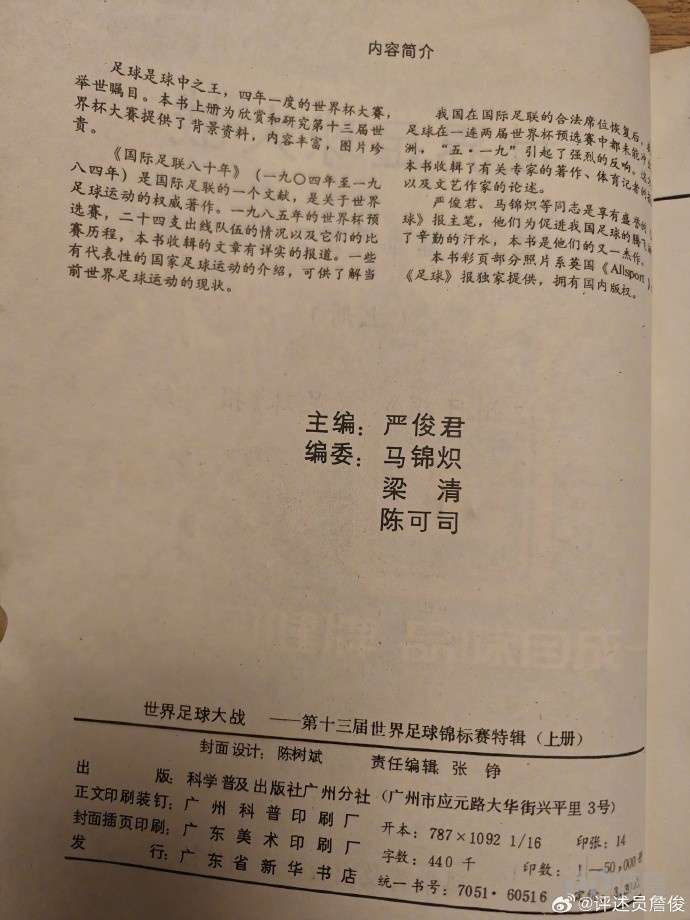 内容简介
足球是球中之王，四年一度的世界杯大赛，
举世瞩目。本书上册为欣赏和研究第十三届世
界杯大赛提供了背景资料，内容丰富，图片珍
贵。
《国际足联八十年》（一九〇四年至一九
八四年）是国际足联的一个文献，是关于世界
足球运动的权威著作。一九八五年的世界杯预
选赛，二十四支出线队伍的情况以及它们的比
赛历程，本书收辑的文章有详实的报道。一些
有代表性的国家足球运动的介绍，可供了解当
前世界足球运动的现状。
我国在国际足联的合法席位恢复后，
足球在一连两届世界杯预选赛中都未能冲出
洲，“五·一九”引起了强烈的反响。
本书收辑了有关专家的著作、体育记者
以及文艺作家的论述。
严俊君、马锦炽等同志是享有盛誉的
球》报主笔，他们为促进我国足球的腾飞
了辛勤的汗水，本书是他们的又一杰作。
本书彩页部分照片系英国《Allsport》
《足球》报独家提供，拥有国内版权。
主编：严俊君
编委：马锦炽
梁清
陈可司
世界足球大战 ——第十三届世界足球锦标赛特辑（上册）
封面设计：陈树斌 责任编辑 张铮
出版：科学普及出版社广州分社（广州市应元路大华街兴平里3号）
正文印刷装钉：广州科普印刷厂 开本：787×1092 1/16 印张：14
封面插页印刷：广东美术印刷厂 字数：440千 印数：1—50,000
发行：广东省新华书店 统一书号：7051·60516
@评述员詹俊